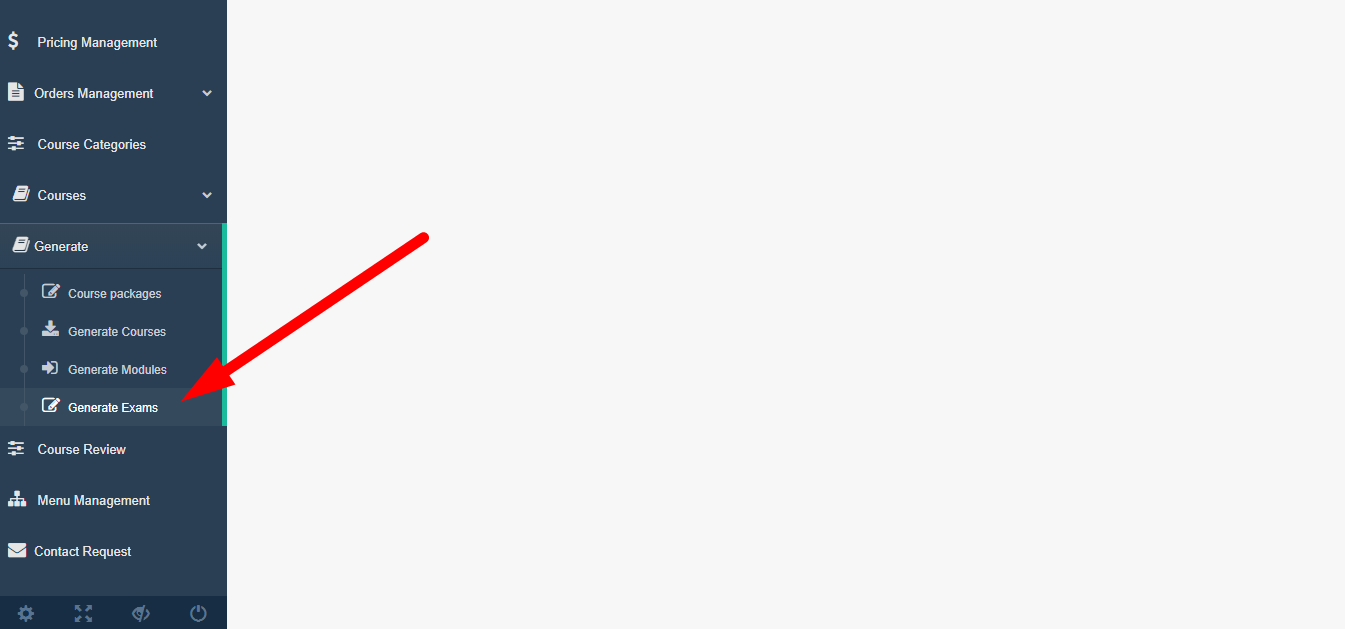 Pricing Management
Orders Management
Course Categories
Courses
Generate
Course packages
Generate Courses
Generate Modules
Generate Exams
Course Review
Menu Management
Contact Request